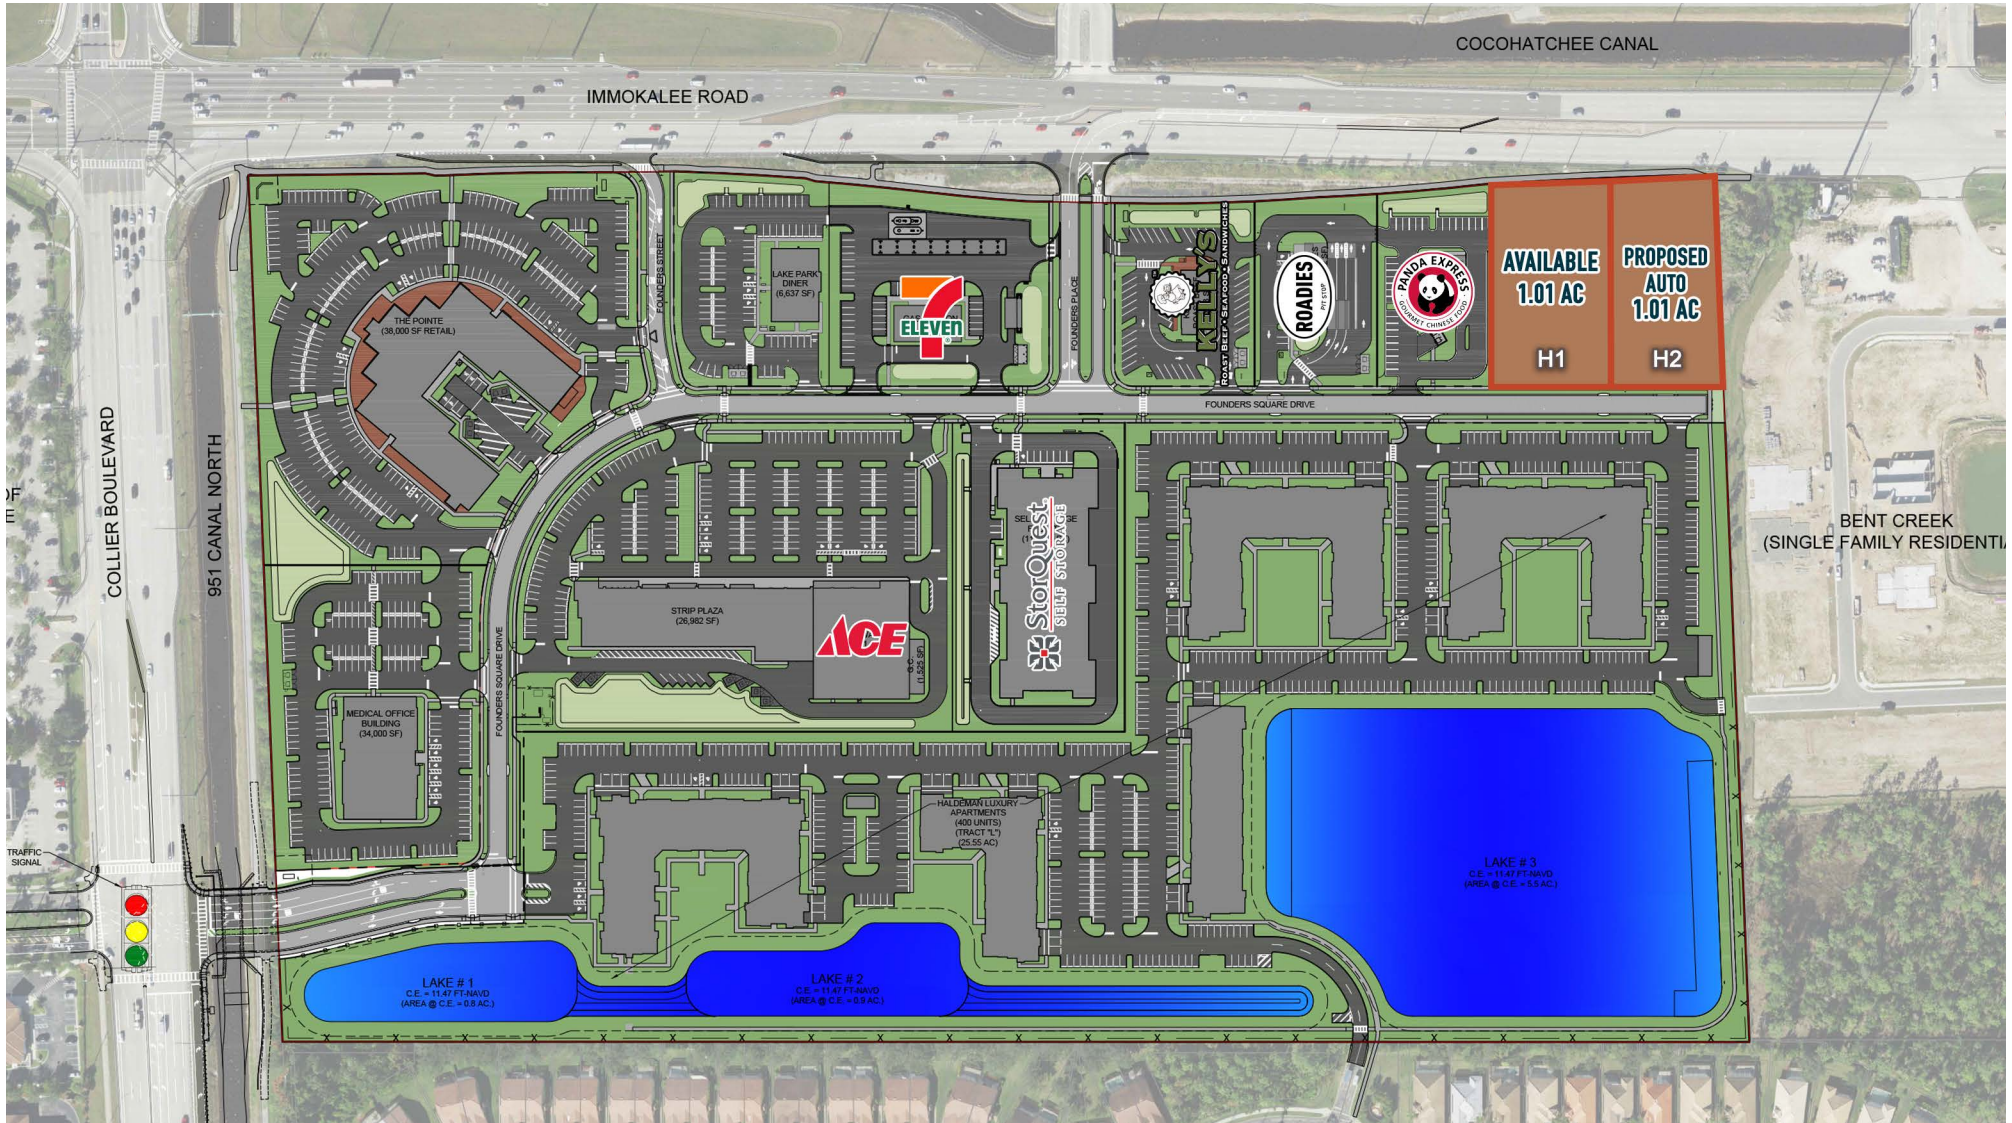 COCOHATCHEE CANAL
IMMOKALEE ROAD
COLLIER BOULEVARD
951 CANAL NORTH
THE POINTE
(38,000 SF RETAIL)
FOUNDERS STREET
LAKE PARK
DINER
(6,637 SF)
7
ELEVEn
FOUNDERS PLACE
KELLY'S
ROAST BEEF • SEAFOOD • SANDWICHES
ROADIES
PIT STOP
PANDA EXPRESS
GOURMET CHINESE FOOD
AVAILABLE
1.01 AC
H1
PROPOSED
AUTO
1.01 AC
H2
FOUNDERS SQUARE DRIVE
BENT CREEK
(SINGLE FAMILY RESIDENTIA
StorQuest
SELF STORAGE
STRIP PLAZA
(26,982 SF)
ACE
G.C.
(1,525 SF)
FOUNDERS SQUARE DRIVE
MEDICAL OFFICE
BUILDING
(34,000 SF)
TRAFFIC
SIGNAL
HALDEMAN LUXURY
APARTMENTS
(400 UNITS)
(TRACT "L")
(25.55 AC)
LAKE # 3
C.E. = 11.47 FT-NAVD
(AREA @ C.E. = 5.5 AC.)
LAKE # 1
C.E. = 11.47 FT-NAVD
(AREA @ C.E. = 0.8 AC.)
LAKE # 2
C.E. = 11.47 FT-NAVD
(AREA @ C.E. = 0.9 AC.)